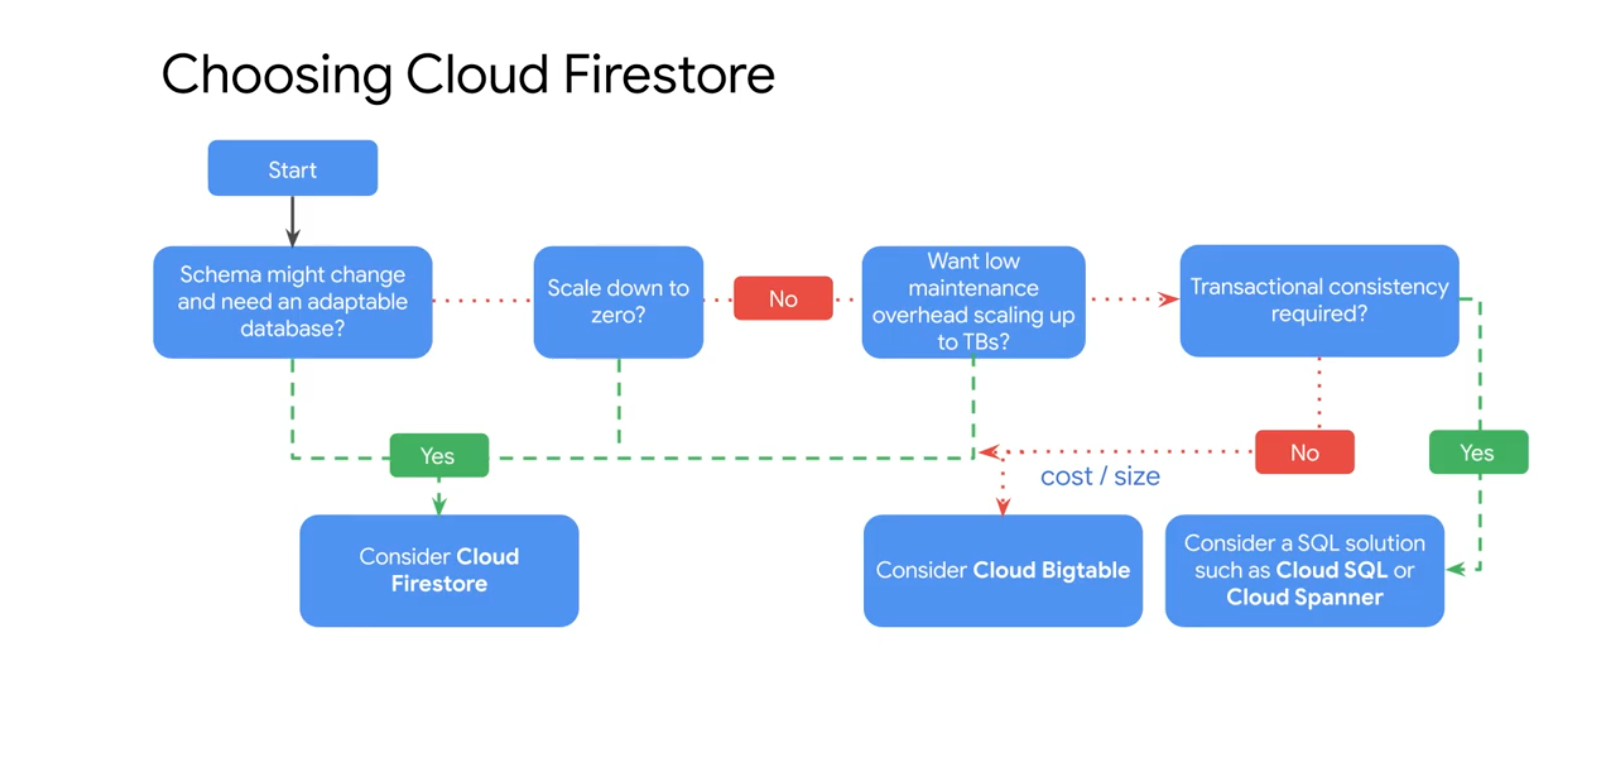 Choosing Cloud Firestore
Start
Schema might change
and need an adaptable
database?
Scale down to
zero?
No
Want low
maintenance
overhead scaling up
to TBs?
Transactional consistency
required?
Yes
cost / size
No
Yes
Consider Cloud
Firestore
Consider Cloud Bigtable
Consider a SQL solution
such as Cloud SQL or
Cloud Spanner